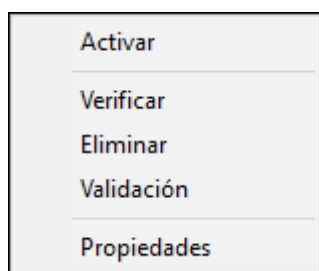 Activar
Verificar
Eliminar
Validación
Propiedades